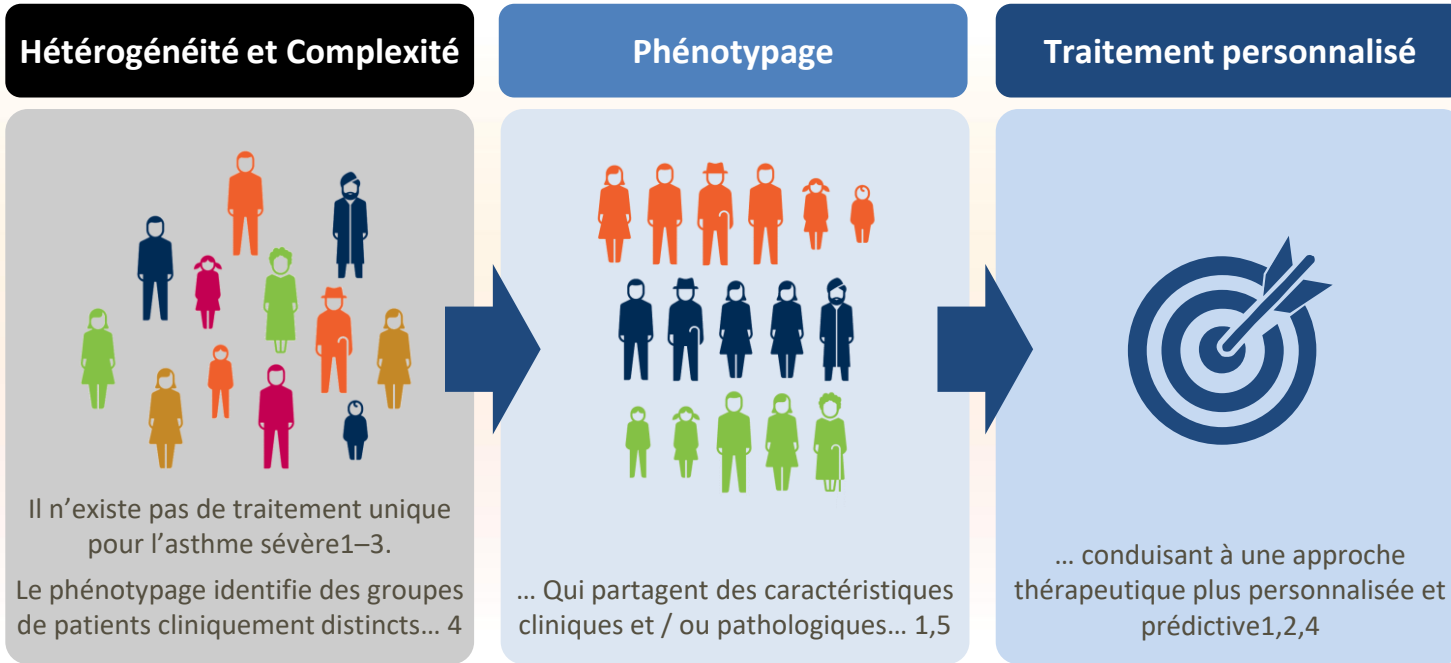 Hétérogénéité et Complexité
Il n’existe pas de traitement unique
pour l’asthme sévère1–3.
Le phénotypage identifie des groupes
de patients cliniquement distincts… 4
Phénotypage
… Qui partagent des caractéristiques
cliniques et / ou pathologiques… 1,5
Traitement personnalisé
… conduisant à une approche
thérapeutique plus personnalisée et
prédictive1,2,4